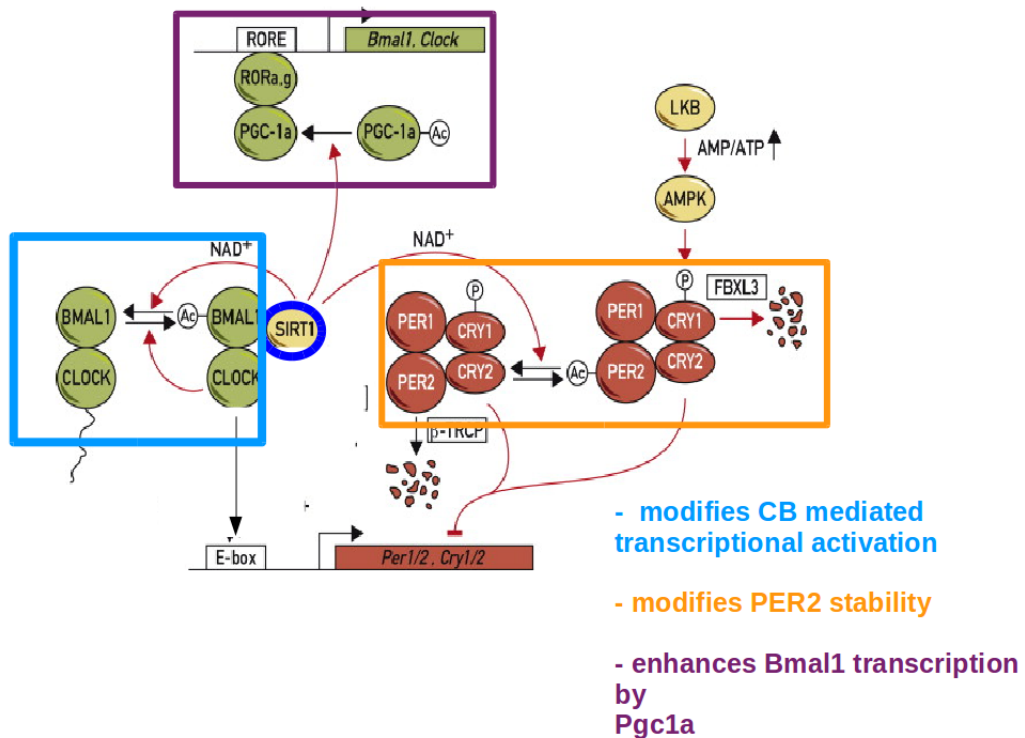 RORE
Bmal1, Clock
RORa,g
PGC-1a
PGC-1a
Ac
LKB
AMP/ATP
AMPK
NAD+
NAD+
P
P
FBXL3
BMAL1
Ac
BMAL1
SIRT1
PER1
CRY1
PER1
CRY1
CLOCK
CLOCK
PER2
CRY2
Ac
PER2
CRY2
β-TRCP
E-box
Per1/2, Cry1/2
- modifies CB mediated
transcriptional activation
- modifies PER2 stability
- enhances Bmal1 transcription
by
Pgc1a